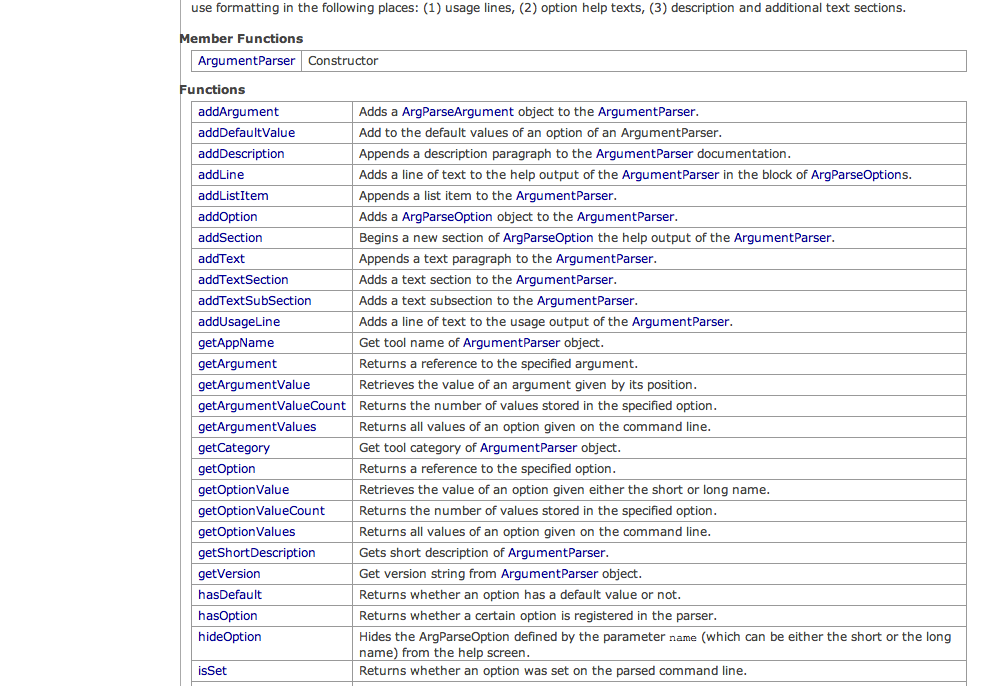 use formatting in the following places: (1) usage lines, (2) option help texts, (3) description and additional text sections.
Member Functions
ArgumentParser Constructor
Functions
addArgument Adds a ArgParseArgument object to the ArgumentParser.
addDefaultValue Add to the default values of an option of an ArgumentParser.
addDescription Appends a description paragraph to the ArgumentParser documentation.
addLine Adds a line of text to the help output of the ArgumentParser in the block of ArgParseOptions.
addListItem Appends a list item to the ArgumentParser.
addOption Adds a ArgParseOption object to the ArgumentParser.
addSection Begins a new section of ArgParseOption the help output of the ArgumentParser.
addText Appends a text paragraph to the ArgumentParser.
addTextSection Adds a text section to the ArgumentParser.
addTextSubSection Adds a text subsection to the ArgumentParser.
addUsageLine Adds a line of text to the usage output of the ArgumentParser.
getAppName Get tool name of ArgumentParser object.
getArgument Returns a reference to the specified argument.
getArgumentValue Retrieves the value of an argument given by its position.
getArgumentValueCount Returns the number of values stored in the specified option.
getArgumentValues Returns all values of an option given on the command line.
getCategory Get tool category of ArgumentParser object.
getOption Returns a reference to the specified option.
getOptionValue Retrieves the value of an option given either the short or long name.
getOptionValueCount Returns the number of values stored in the specified option.
getOptionValues Returns all values of an option given on the command line.
getShortDescription Gets short description of ArgumentParser.
getVersion Get version string from ArgumentParser object.
hasDefault Returns whether an option has a default value or not.
hasOption Returns whether a certain option is registered in the parser.
hideOption Hides the ArgParseOption defined by the parameter name (which can be either the short or the long
name) from the help screen.
isSet Returns whether an option was set on the parsed command line.